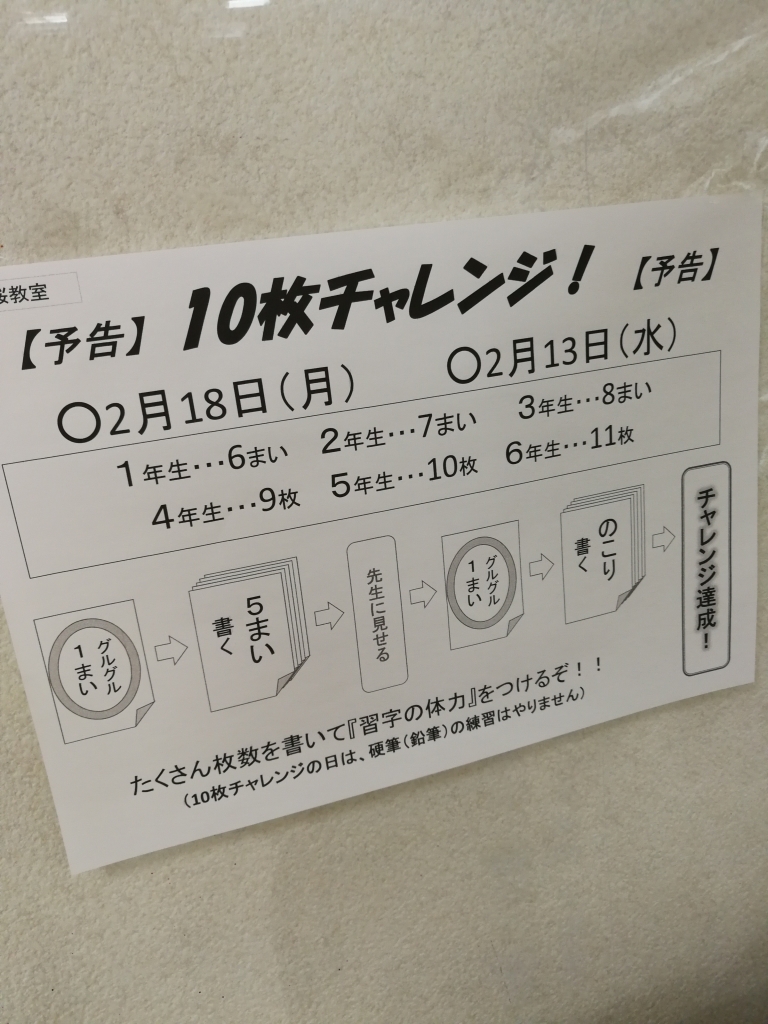 桜教室
【予告】 10枚チャレンジ！ 【予告】
〇2月18日（月） 〇2月13日（水）
1年生…6まい 2年生…7まい 3年生…8まい
4年生…9枚 5年生…10枚 6年生…11枚
グルグル
1まい
5まい
書く
先生に見せる
グルグル
1まい
のこり
書く
チャレンジ達成！
たくさん枚数を書いて『習字の体力』をつけるぞ！！
（10枚チャレンジの日は、硬筆（鉛筆）の練習はやりません）